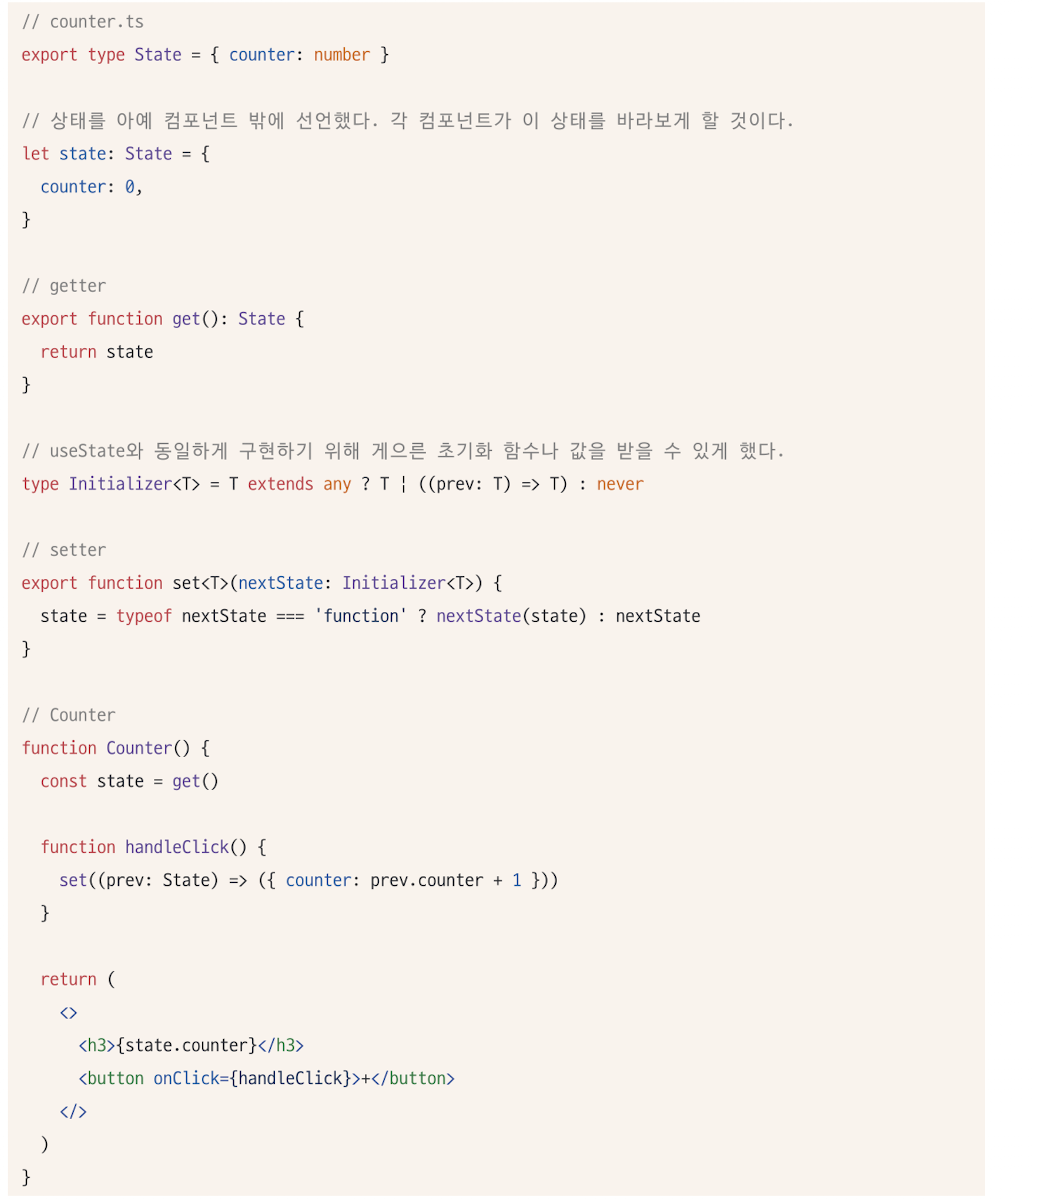 // counter.ts
export type State = { counter: number }
// 상태를 아예 컴포넌트 밖에 선언했다. 각 컴포넌트가 이 상태를 바라보게 할 것이다.
let state: State = {
  counter: 0,
}
// getter
export function get(): State {
  return state
}
// useState와 동일하게 구현하기 위해 게으른 초기화 함수나 값을 받을 수 있게 했다.
type Initializer<T> = T extends any ? T ¦ ((prev: T) => T) : never
// setter
export function set<T>(nextState: Initializer<T>) {
  state = typeof nextState === 'function' ? nextState(state) : nextState
}
// Counter
function Counter() {
  const state = get()
  function handleClick() {
    set((prev: State) => ({ counter: prev.counter + 1 }))
  }
  return (
    <>
      <h3>{state.counter}</h3>
      <button onClick={handleClick}>+</button>
    </>
  )
}